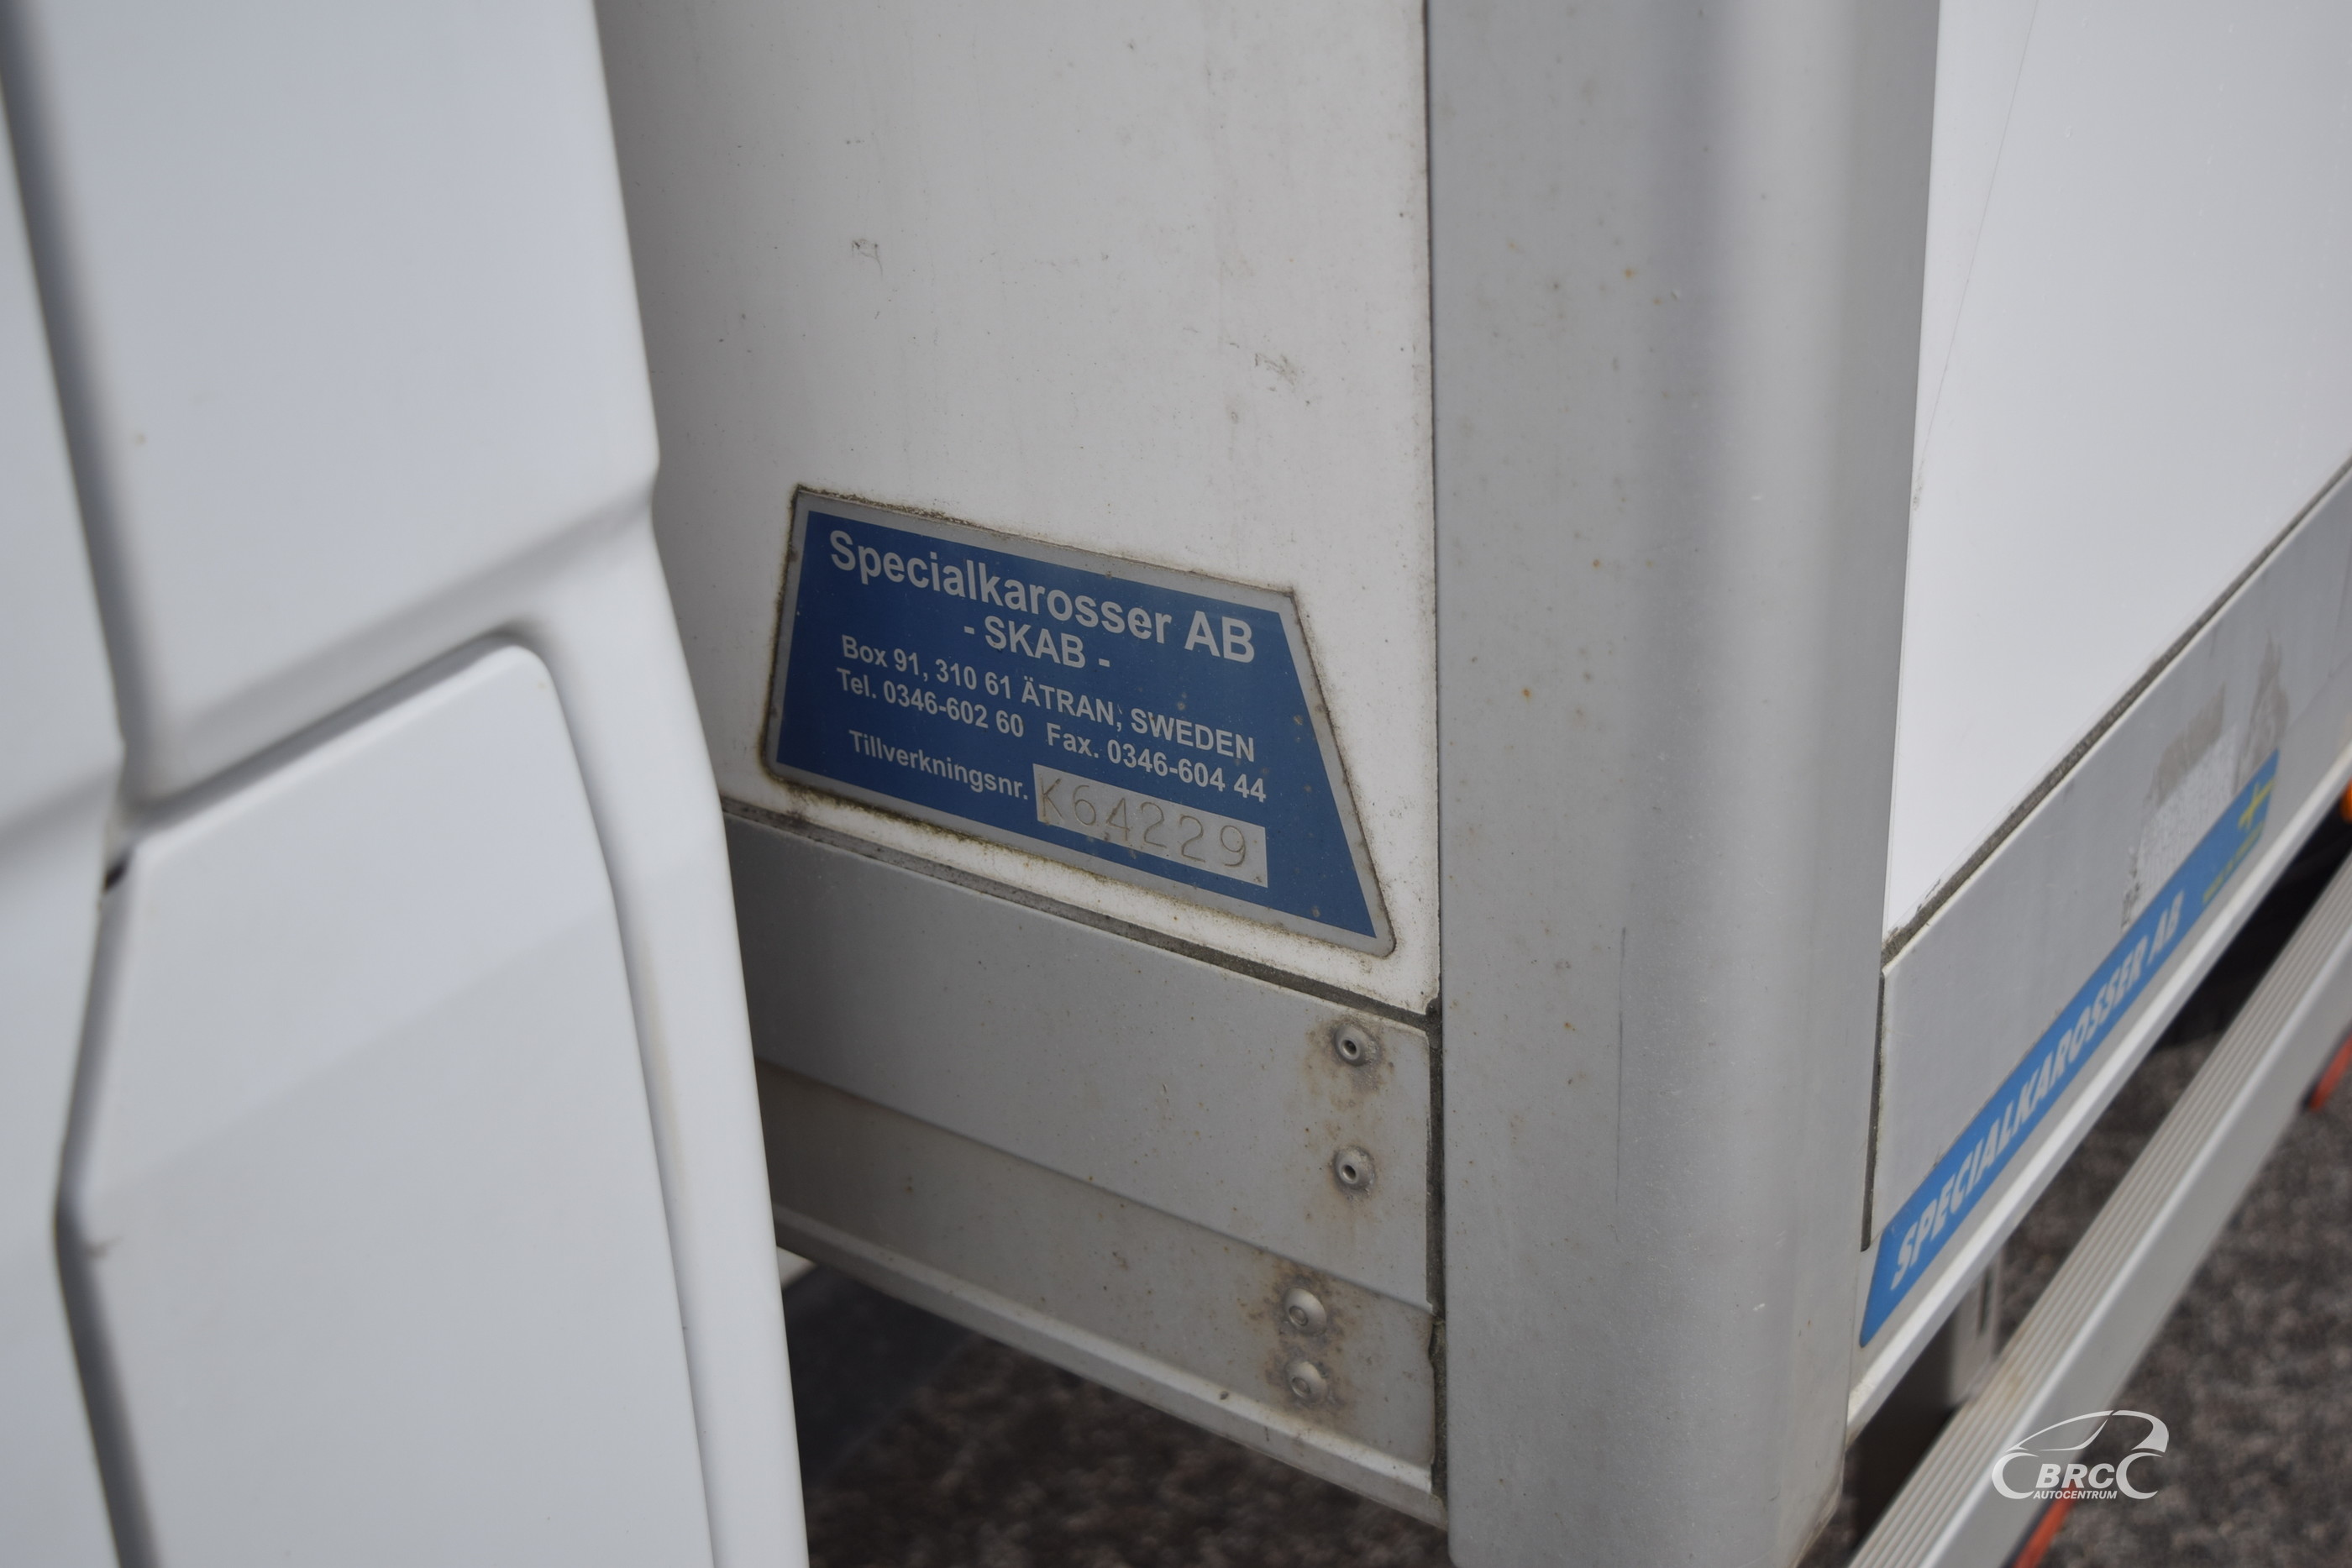 Specialkarosser AB
- SKAB -
Box 91, 310 61 ÄTRAN, SWEDEN
Tel. 0346-602 60 Fax. 0346-604 44
Tillverkningsnr. K64229
SPECIALKAROSSER AB
BRC
AUTOCENTRUM